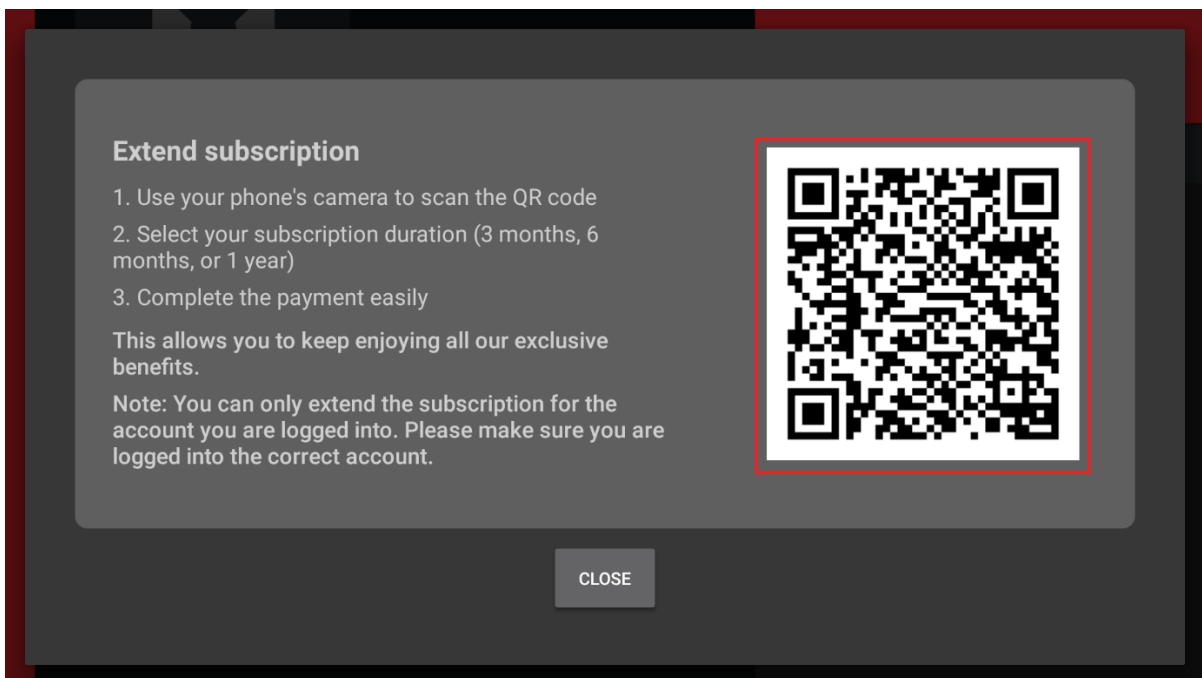 Extend subscription
1. Use your phone's camera to scan the QR code
2. Select your subscription duration (3 months, 6
months, or 1 year)
3. Complete the payment easily
This allows you to keep enjoying all our exclusive
benefits.
Note: You can only extend the subscription for the
account you are logged into. Please make sure you are
logged into the correct account.
CLOSE